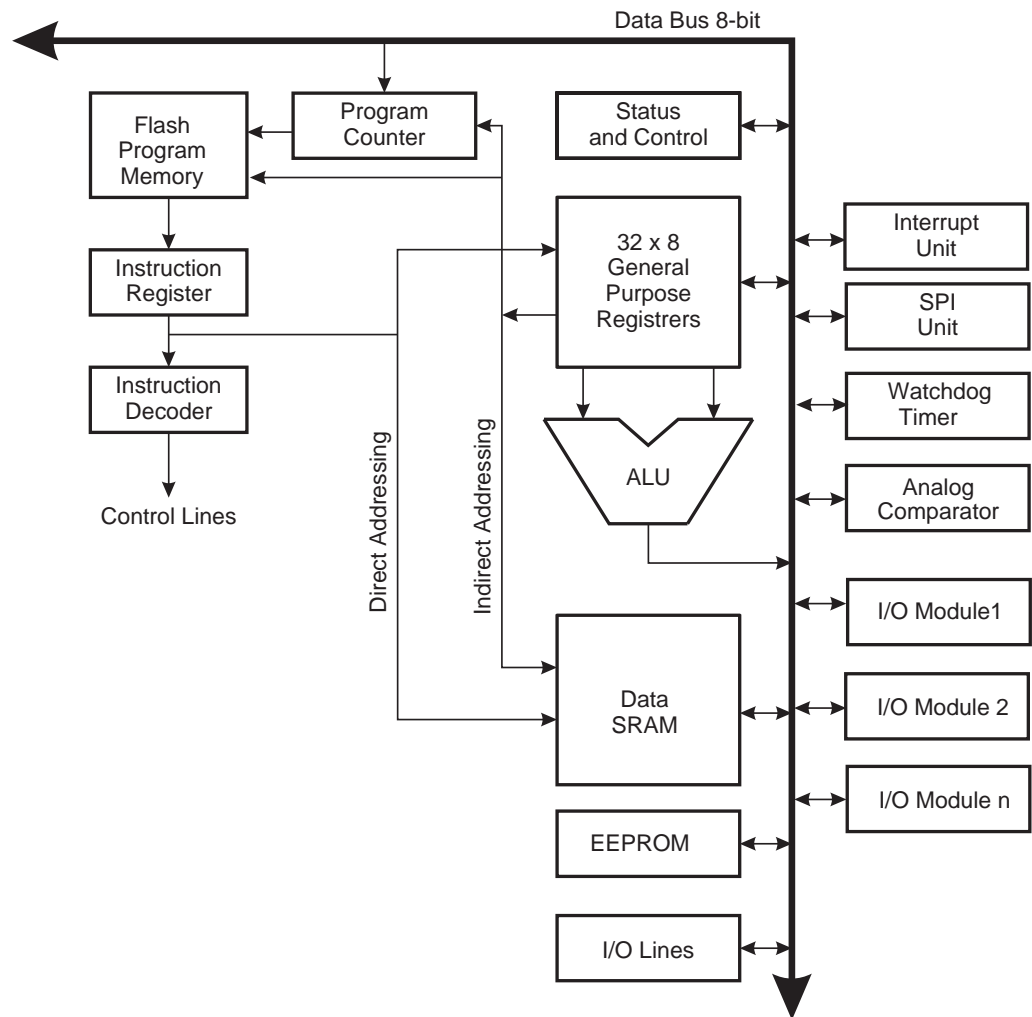 Data Bus 8-bit
Flash
Program
Memory
Program
Counter
Status
and Control
Interrupt
Unit
32 x 8
General
Purpose
Registrers
Instruction
Register
SPI
Unit
Instruction
Decoder
Watchdog
Timer
Direct Addressing
Indirect Addressing
ALU
Analog
Comparator
Control Lines
I/O Module1
Data
SRAM
I/O Module 2
I/O Module n
EEPROM
I/O Lines